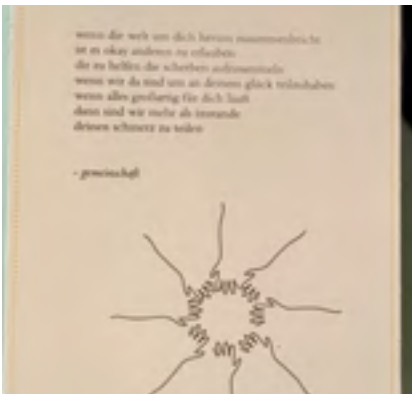 wenn die welt um dich herum zusammenbricht
ist es okay anderen zu erlauben
dir zu helfen die scherben aufzusammeln
wenn wir da sind um an deinem glück teilzuhaben
wenn alles großartig für dich läuft
dann sind wir mehr als imstande
deinen schmerz zu teilen
- gemeinschaft